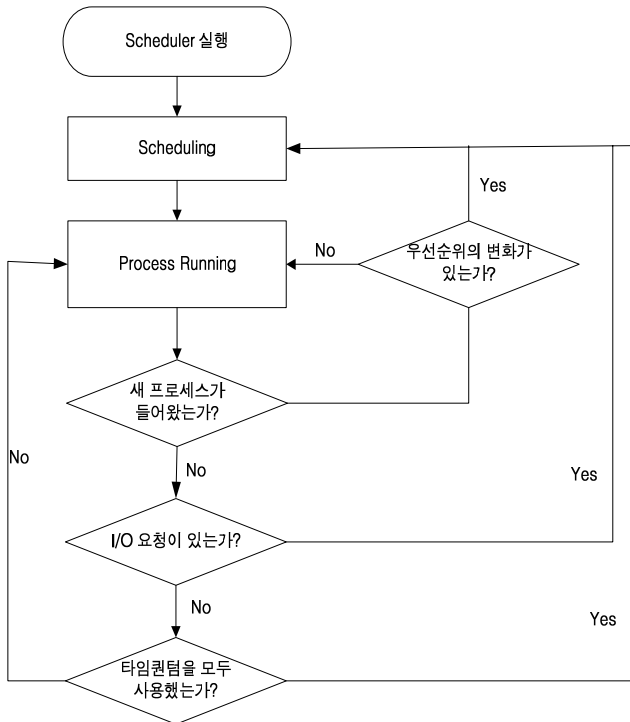 Scheduler 실행
Scheduling
Yes
Process Running
No
우선순위의 변화가
있는가?
새 프로세스가
들어왔는가?
No
No
Yes
I/O 요청이 있는가?
No
Yes
타임퀀텀을 모두
사용했는가?